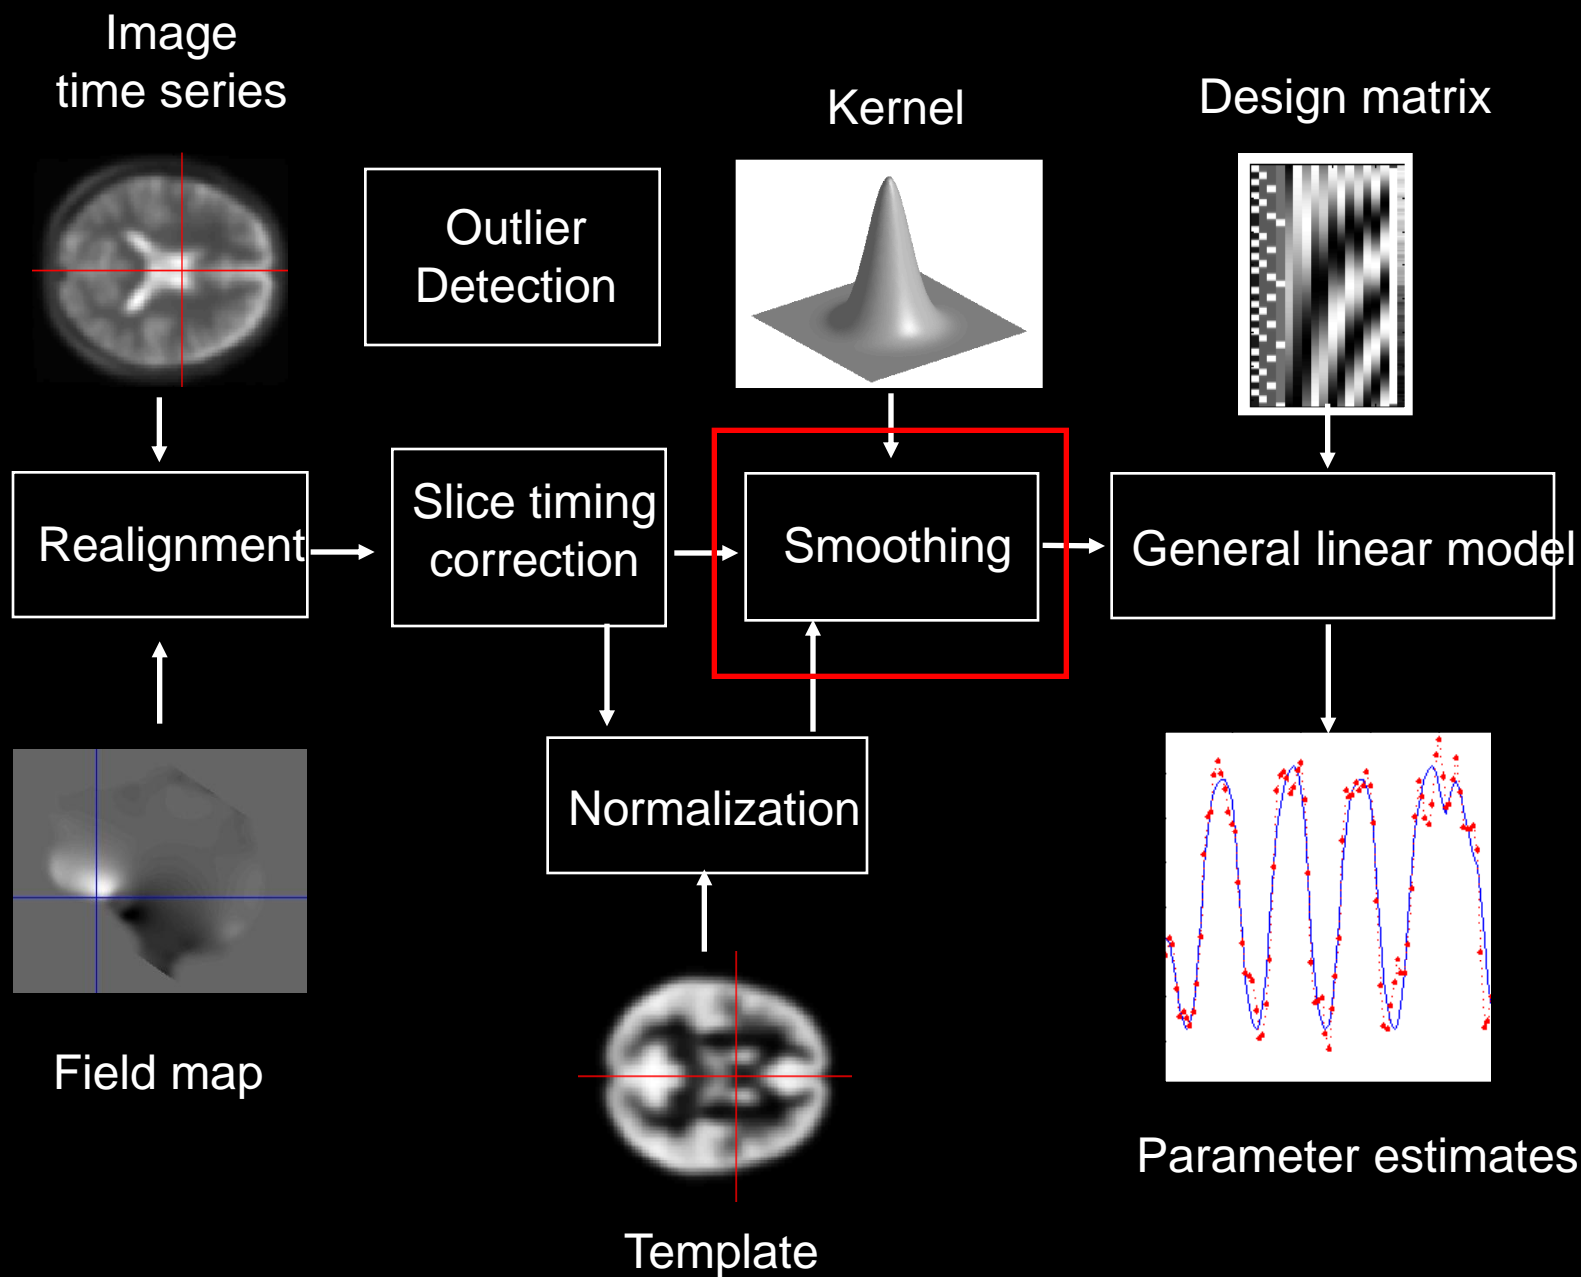 Image
time series
Kernel
Design matrix
Outlier
Detection
Realignment
Slice timing
correction
Smoothing
General linear model
Normalization
Field map
Template
Parameter estimates